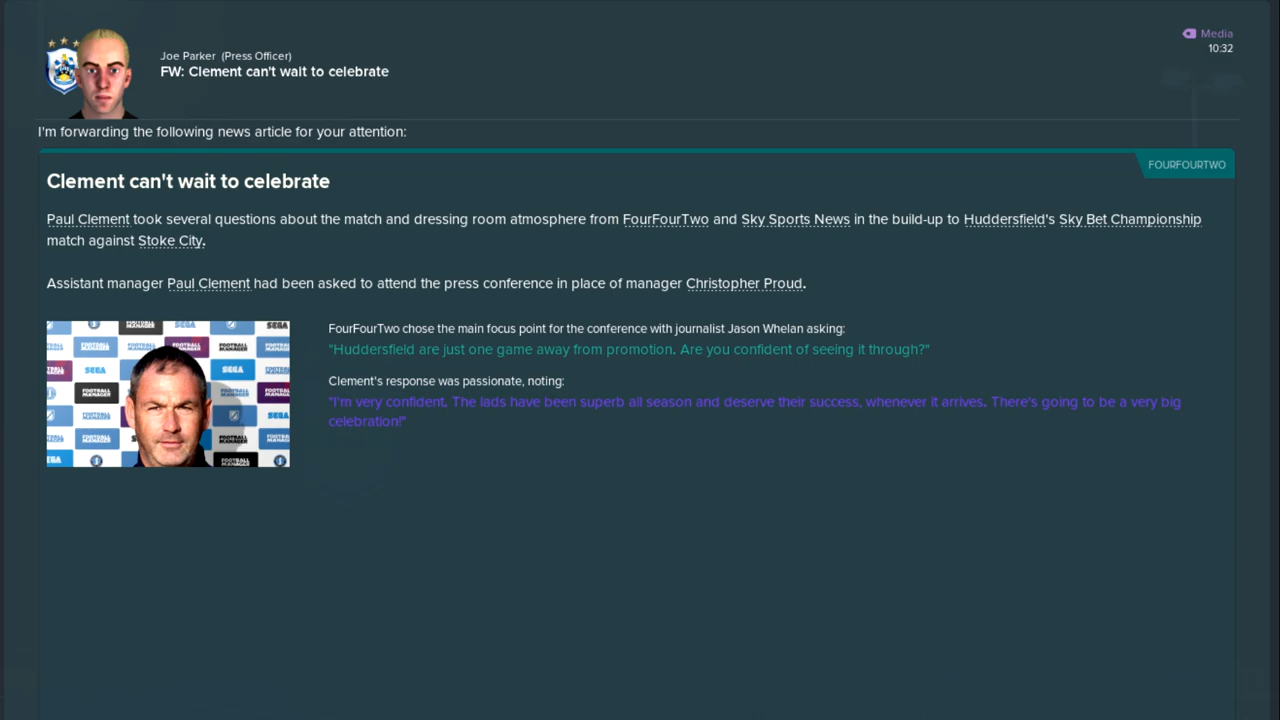 Joe Parker (Press Officer)
FW: Clement can't wait to celebrate
Media
10:32
I'm forwarding the following news article for your attention:
FOURFOURTWO
Clement can't wait to celebrate
Paul Clement took several questions about the match and dressing room atmosphere from FourFourTwo and Sky Sports News in the build-up to Huddersfield's Sky Bet Championship
match against Stoke City.
Assistant manager Paul Clement had been asked to attend the press conference in place of manager Christopher Proud.
FourFourTwo chose the main focus point for the conference with journalist Jason Whelan asking:
"Huddersfield are just one game away from promotion. Are you confident of seeing it through?"
Clement's response was passionate, noting:
"I'm very confident. The lads have been superb all season and deserve their success, whenever it arrives. There's going to be a very big
celebration!"
SEGA
FOOTBALL MANAGER